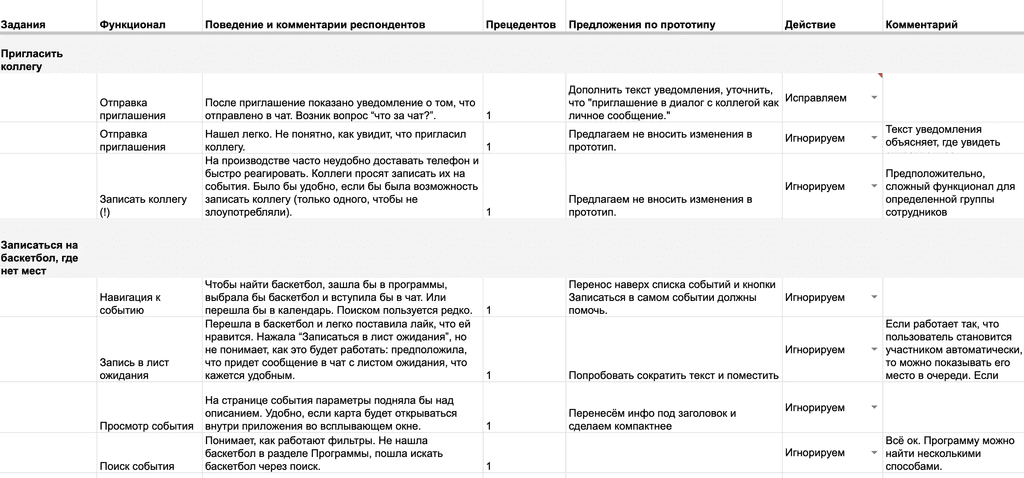 Задания Функционал Поведение и комментарии респондентов Прецедентов Предложения по прототипу Действие Комментарий
Пригласить
коллегу
Отправка
приглашения
После приглашение показано уведомление о том, что
отправлено в чат. Возник вопрос “что за чат?”.
1
Дополнить текст уведомления, уточнить,
что "приглашение в диалог с коллегой как
личное сообщение."
Исправляем
Отправка
приглашения
Нашел легко. Не понятно, как увидит, что пригласил
коллегу.
1
Предлагаем не вносить изменения в
прототип.
Игнорируем
Текст уведомления
объясняет, где увидеть
Записать коллегу
(!)
На производстве часто неудобно доставать телефон и
быстро реагировать. Коллеги просят записать их на
события. Было бы удобно, если бы была возможность
записать коллегу (только одного, чтобы не
злоупотребляли).
1
Предлагаем не вносить изменения в
прототип.
Игнорируем
Предположительно,
сложный функционал для
определенной группы
сотрудников
Записаться на
баскетбол, где
нет мест
Навигация к
событию
Чтобы найти баскетбол, зашла бы в программы,
выбрала бы баскетбол и вступила бы в чат. Или
перешла бы в календарь. Поиском пользуется редко.
1
Перенос наверх списка событий и кнопки
Записаться в самом событии должны
помочь.
Игнорируем
Запись в лист
ожидания
Перешла в баскетбол и легко поставила лайк, что ей
нравится. Нажала “Записаться в лист ожидания”, но
не понимает, как это будет работать: предположила,
что придет сообщение в чат с листом ожидания, что
кажется удобным.
1
Попробовать сократить текст и поместить
Игнорируем
Если работает так, что
пользователь становится
участником автоматически,
то можно показывать его
место в очереди. Если
Просмотр события
На странице события параметры подняла бы над
описанием. Удобно, если карта будет открываться
внутри приложения во всплывающем окне.
1
Перенесём инфо под заголовок и
сделаем компактнее
Игнорируем
Поиск события
Понимает, как работают фильтры. Не нашла
баскетбол в разделе Программы, пошла искать
баскетбол через поиск.
1
Игнорируем
Всё ок. Программу можно
найти несколькими
способами.